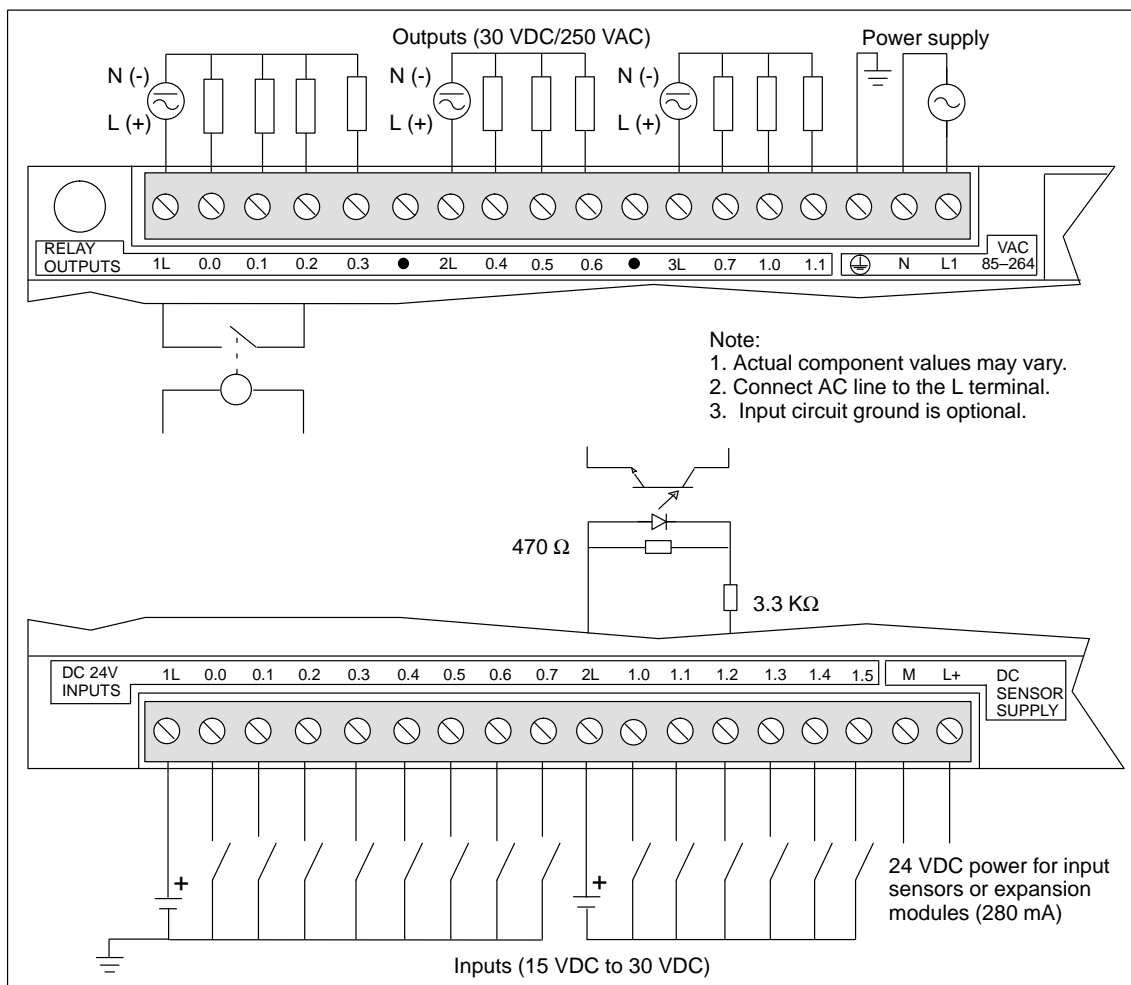 Outputs (30 VDC/250 VAC)
Power supply
N (-)
N (-)
N (-)
L (+)
L (+)
L (+)
RELAY
OUTPUTS
1L 0.0 0.1 0.2 0.3 ● 2L 0.4 0.5 0.6 ● 3L 0.7 1.0 1.1 N L1
VAC
85–264
Note:
1. Actual component values may vary.
2. Connect AC line to the L terminal.
3. Input circuit ground is optional.
470 Ω
3.3 KΩ
DC 24V
INPUTS
1L 0.0 0.1 0.2 0.3 0.4 0.5 0.6 0.7 2L 1.0 1.1 1.2 1.3 1.4 1.5 M L+
DC
SENSOR
SUPPLY
+
+
24 VDC power for input
sensors or expansion
modules (280 mA)
Inputs (15 VDC to 30 VDC)